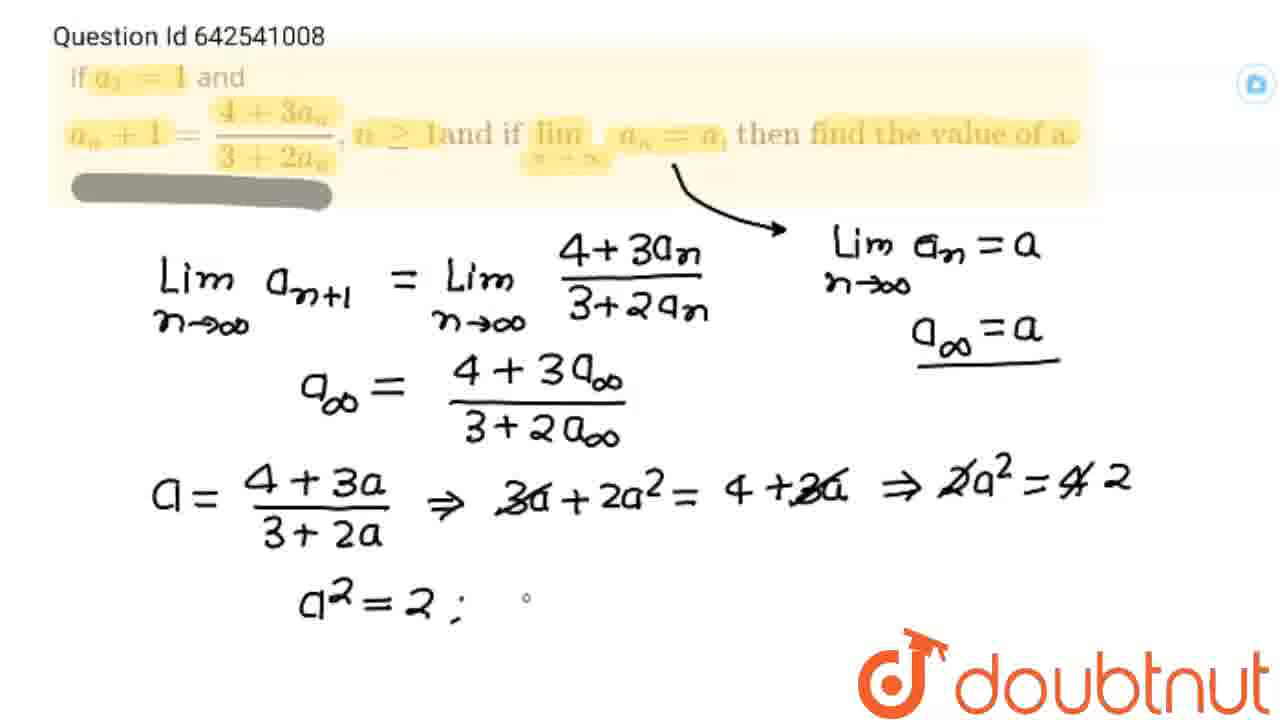 Question Id 642541008
If a₁ = 1 and
aₙ + 1 = (4 + 3aₙ)/(3 + 2aₙ), n ≥ 1and if lim aₙ = a, then find the value of a.
Lim n→∞ aₙ₊₁ = Lim n→∞ (4+3aₙ)/(3+2aₙ)
Lim n→∞ aₙ = a
a∞ = a
a∞ = (4 + 3a∞)/(3 + 2a∞)
a = (4 + 3a)/(3 + 2a) ⇒ 3a + 2a² = 4 + 3a ⇒ 2a² = 4 2
a² = 2 ;
doubtnut